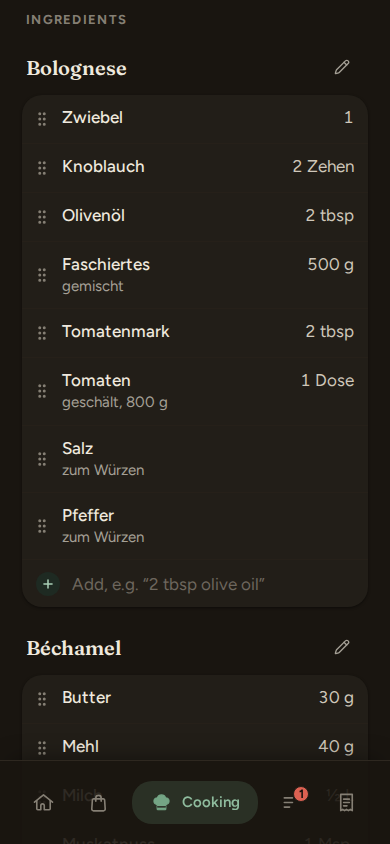 INGREDIENTS
Bolognese
Zwiebel 1
Knoblauch 2 Zehen
Olivenöl 2 tbsp
Faschiertes 500 g
gemischt
Tomatenmark 2 tbsp
Tomaten 1 Dose
geschält, 800 g
Salz
zum Würzen
Pfeffer
zum Würzen
Add, e.g. “2 tbsp olive oil”
Béchamel
Butter 30 g
Mehl 40 g
Milch
Cooking
1